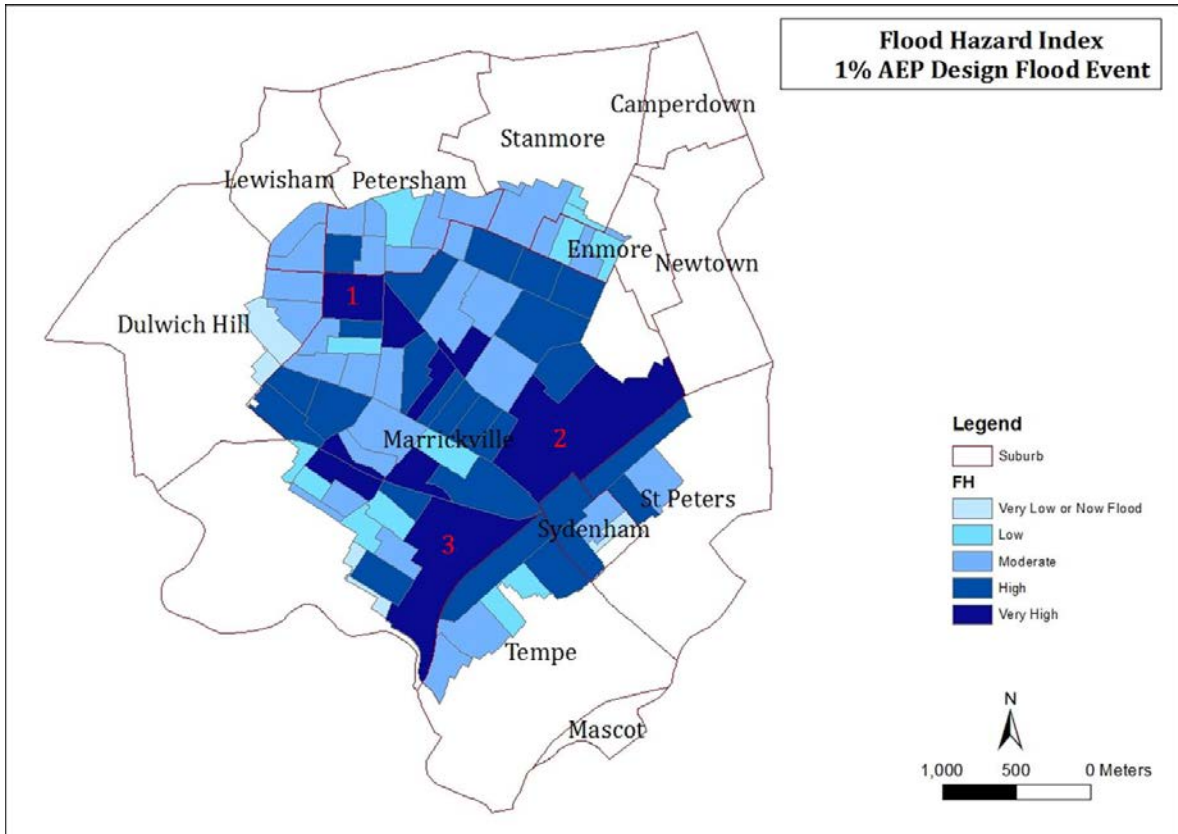 Flood Hazard Index
1% AEP Design Flood Event
Camperdown
Stanmore
Lewisham
Petersham
Enmore
Newtown
1
Dulwich Hill
Marrickville
2
St Peters
Sydenham
3
Tempe
Mascot
Legend
Suburb
FH
Very Low or Now Flood
Low
Moderate
High
Very High
N
1,000 500 0 Meters